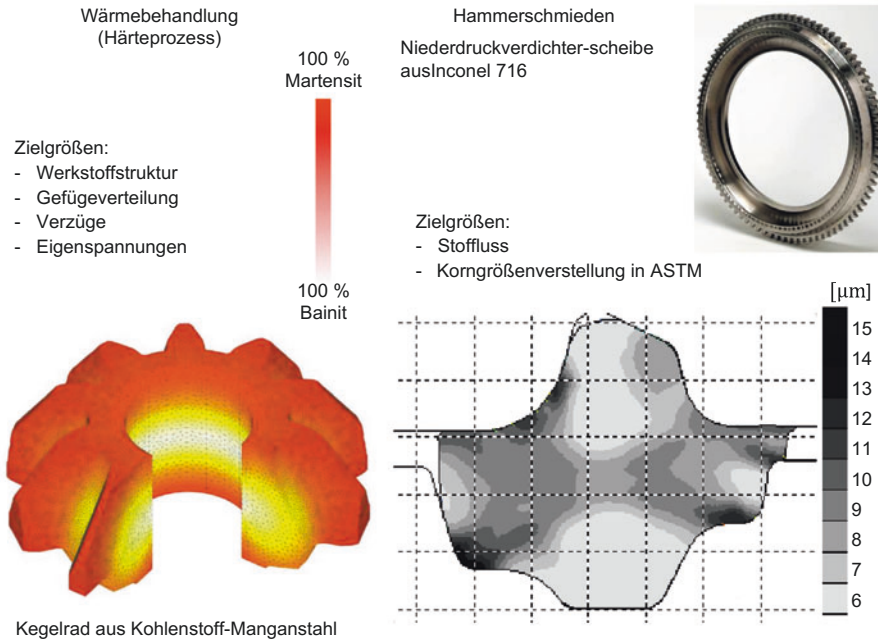 Wärmebehandlung
(Härteprozess)
100 %
Martensit
Zielgrößen:
- Werkstoffstruktur
- Gefügeverteilung
- Verzüge
- Eigenspannungen
100 %
Bainit
Kegelrad aus Kohlenstoff-Manganstahl
Hammerschmieden
Niederdruckverdichter-scheibe
ausInconel 716
Zielgrößen:
- Stoffluss
- Korngrößenverstellung in ASTM
[μm]
15
14
13
12
11
10
9
8
7
6